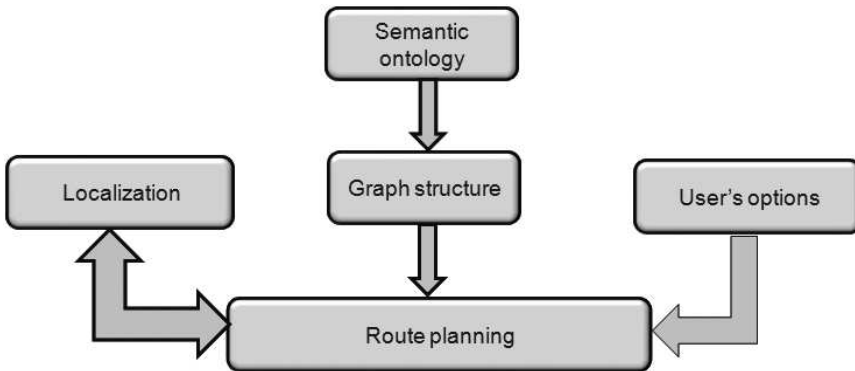 Semantic
ontology
Localization
Graph structure
User's options
Route planning